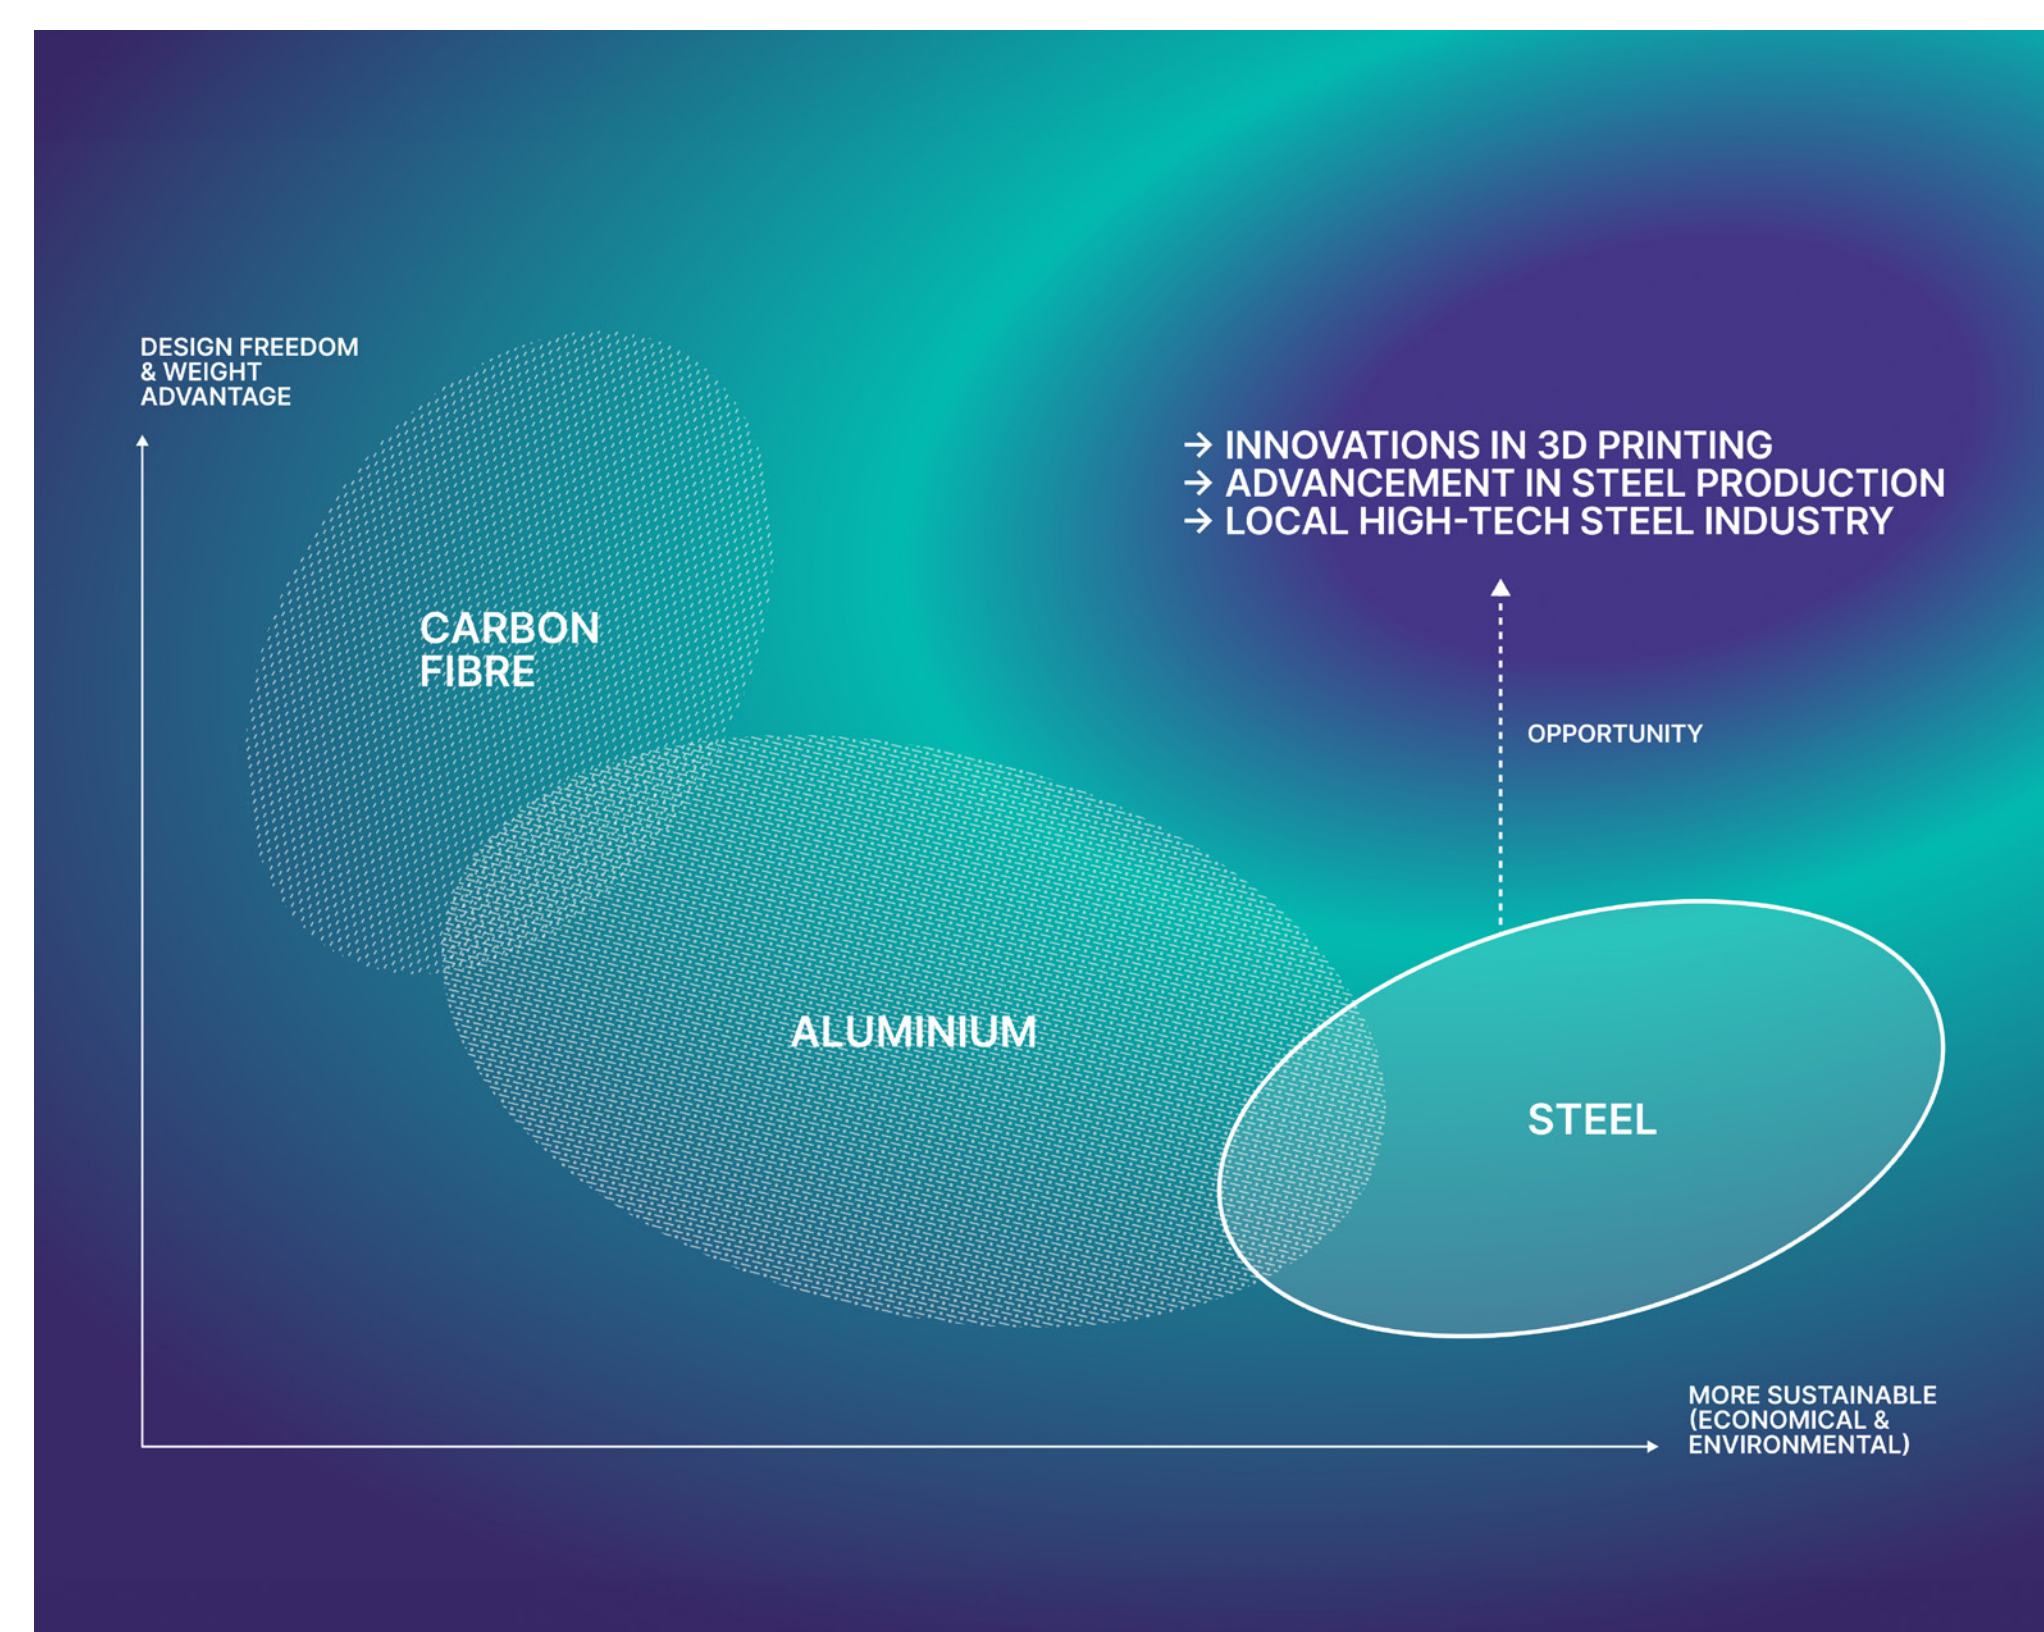 DESIGN FREEDOM
& WEIGHT
ADVANTAGE
→ INNOVATIONS IN 3D PRINTING
→ ADVANCEMENT IN STEEL PRODUCTION
→ LOCAL HIGH-TECH STEEL INDUSTRY
CARBON
FIBRE
OPPORTUNITY
ALUMINIUM
STEEL
MORE SUSTAINABLE
(ECONOMICAL &
ENVIRONMENTAL)